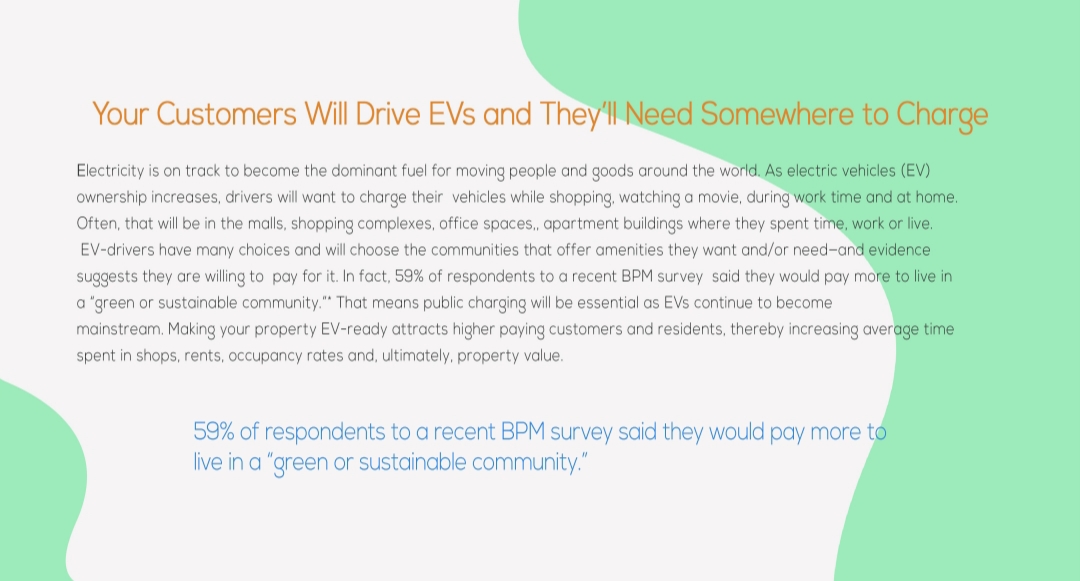 Your Customers Will Drive EVs and They'll Need Somewhere to Charge
Electricity is on track to become the dominant fuel for moving people and goods around the world. As electric vehicles (EV)
ownership increases, drivers will want to charge their  vehicles while shopping, watching a movie, during work time and at home.
Often, that will be in the malls, shopping complexes, office spaces,, apartment buildings where they spent time, work or live.
EV-drivers have many choices and will choose the communities that offer amenities they want and/or need—and evidence
suggests they are willing to  pay for it. In fact, 59% of respondents to a recent BPM survey  said they would pay more to live in
a “green or sustainable community.”* That means public charging will be essential as EVs continue to become
mainstream. Making your property EV-ready attracts higher paying customers and residents, thereby increasing average time
spent in shops, rents, occupancy rates and, ultimately, property value.
59% of respondents to a recent BPM survey said they would pay more to
live in a “green or sustainable community.”